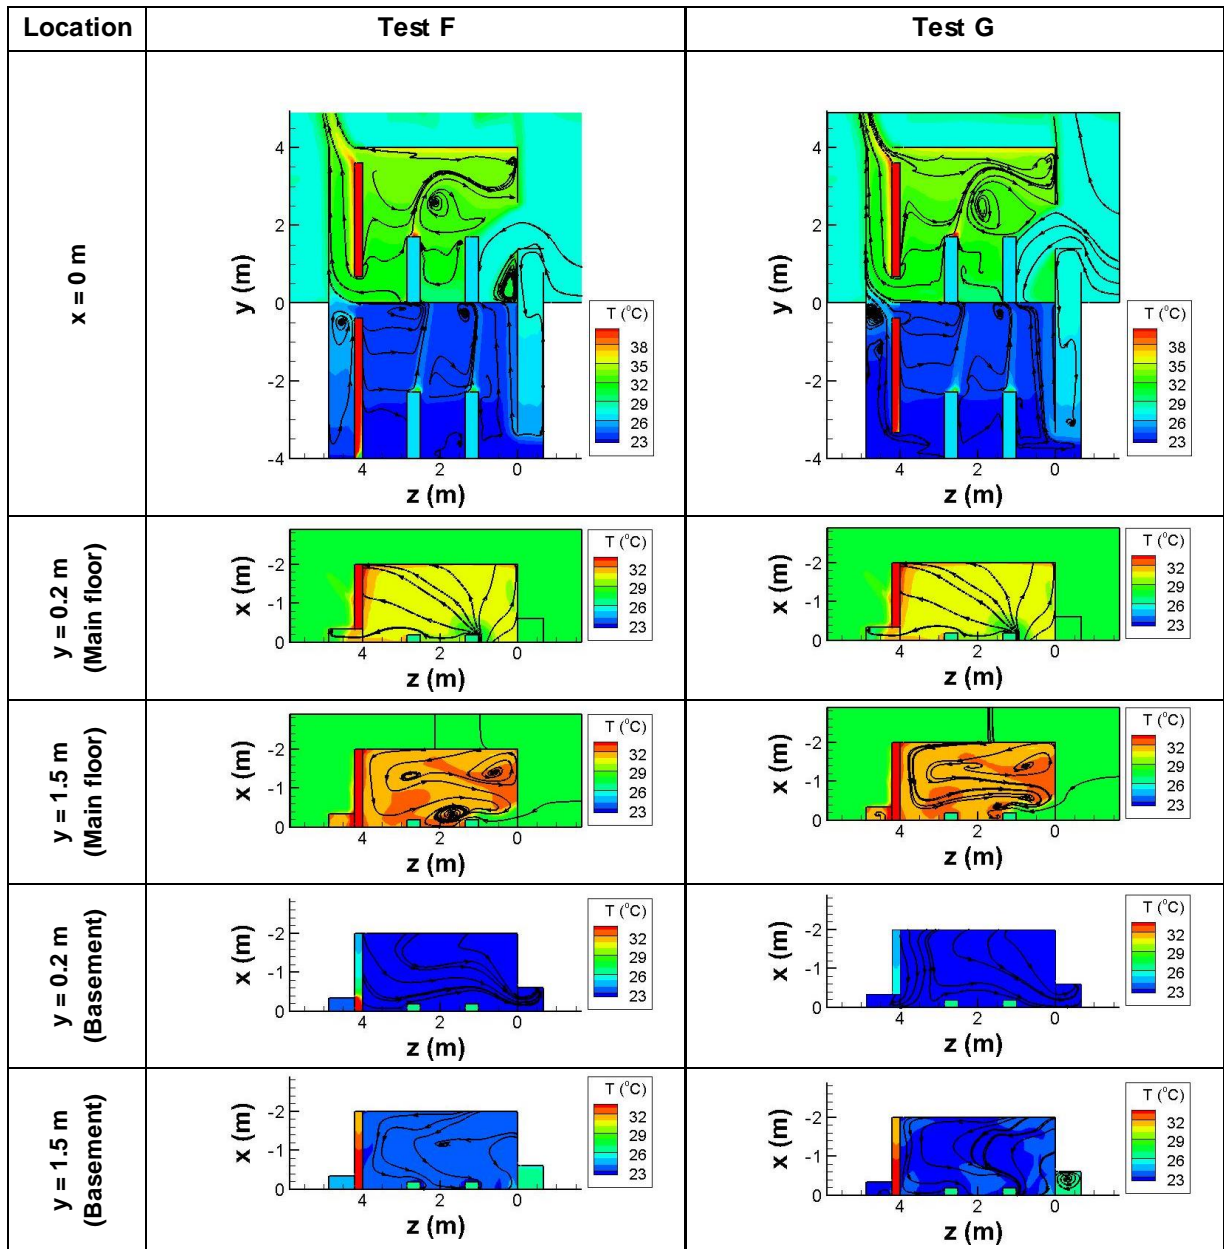 Location Test F Test G
x = 0 m
y (m)
4
2
0
-2
-4
4 2 0
z (m)
T (°C)
38
35
32
29
26
23
y (m)
4
2
0
-2
-4
4 2 0
z (m)
T (°C)
38
35
32
29
26
23
y = 0.2 m
(Main floor)
x (m)
-2
-1
0
4 2 0
z (m)
T (°C)
32
29
26
23
x (m)
-2
-1
0
4 2 0
z (m)
T (°C)
32
29
26
23
y = 1.5 m
(Main floor)
x (m)
-2
-1
0
4 2 0
z (m)
T (°C)
32
29
26
23
x (m)
-2
-1
0
4 2 0
z (m)
T (°C)
32
29
26
23
y = 0.2 m
(Basement)
x (m)
-2
-1
0
4 2 0
z (m)
T (°C)
32
29
26
23
x (m)
-2
-1
0
4 2 0
z (m)
T (°C)
32
29
26
23
y = 1.5 m
(Basement)
x (m)
-2
-1
0
4 2 0
z (m)
T (°C)
32
29
26
23
x (m)
-2
-1
0
4 2 0
z (m)
T (°C)
32
29
26
23